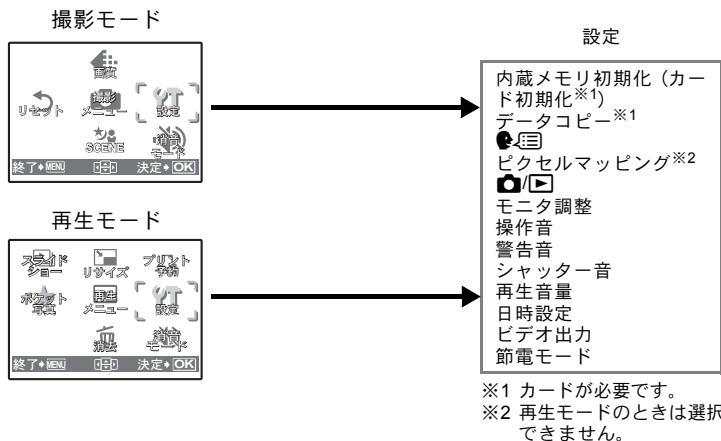 撮影モード
画質
リセット
撮影
メニュー
設定
SCENE
消音
モード
終了 MENU 決定 OK
再生モード
スライド
ショー
リサイズ
プリント
予約
ポケット
写真
再生
メニュー
設定
消去
消音
モード
終了 MENU 決定 OK
設定
内蔵メモリ初期化（カー
ド初期化※1）
データコピー※1
ピクセルマッピング※2
/
モニタ調整
操作音
警告音
シャッター音
再生音量
日時設定
ビデオ出力
節電モード
※1 カードが必要です。
※2 再生モードのときは選択
できません。